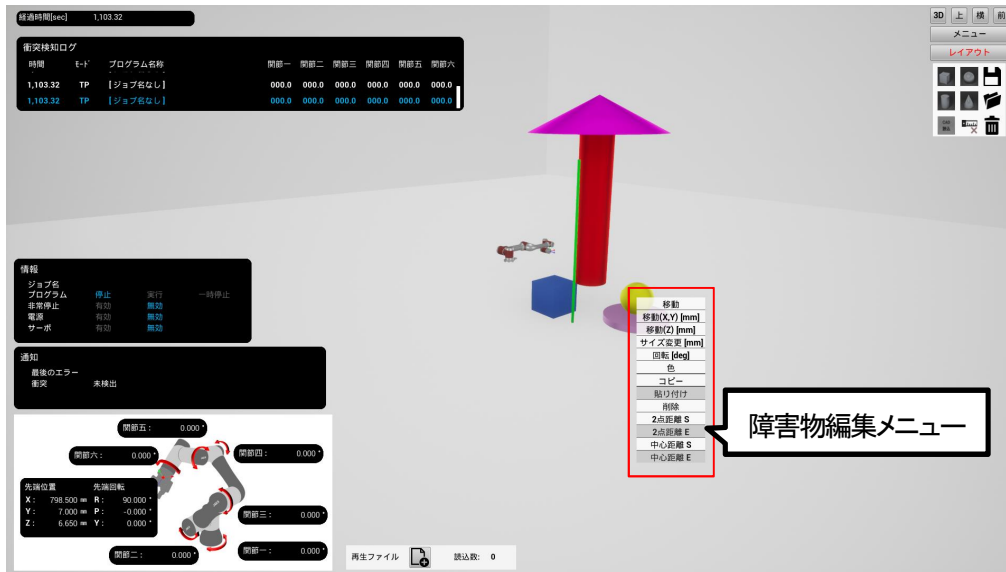 経過時間[sec] 1,103.32
衝突検知ログ
時間 ﾓｰﾄﾞ プログラム名称 関節一 関節二 関節三 関節四 関節五 関節六
1,103.32 TP [ジョブ名なし] 000.0 000.0 000.0 000.0 000.0 000.0
1,103.32 TP [ジョブ名なし] 000.0 000.0 000.0 000.0 000.0 000.0
3D 上 横 前
メニュー
レイアウト
情報
ジョブ名
プログラム 停止 実行 一時停止
非常停止 有効 無効
電源 有効 無効
サーボ 有効 無効
通知
最後のエラー
衝突 未検出
移動
移動(X,Y) [mm]
移動(Z) [mm]
サイズ変更 [mm]
回転 [deg]
色
コピー
貼り付け
削除
2点距離 S
2点距離 E
中心距離 S
中心距離 E
障害物編集メニュー
関節五： 0.000 °
関節六： 0.000 °
関節四： 0.000 °
先端位置 先端回転
X： 798.500 mm R： 90.000 °
Y： 7.000 mm P： -0.000 °
Z： 6.650 mm Y： 0.000 °
関節三： 0.000 °
関節二： 0.000 °
関節一： 0.000 °
再生ファイル 読込数: 0